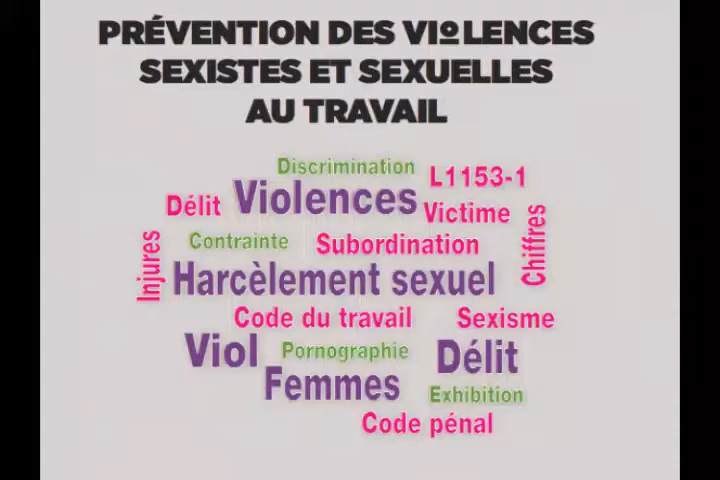 PRÉVENTION DES VIOLENCES
SEXISTES ET SEXUELLES
AU TRAVAIL
Discrimination
L1153-1
Délit
Violences
Victime
Injures
Contrainte
Subordination
Chiffres
Harcèlement sexuel
Code du travail
Sexisme
Viol
Pornographie
Délit
Femmes
Exhibition
Code pénal